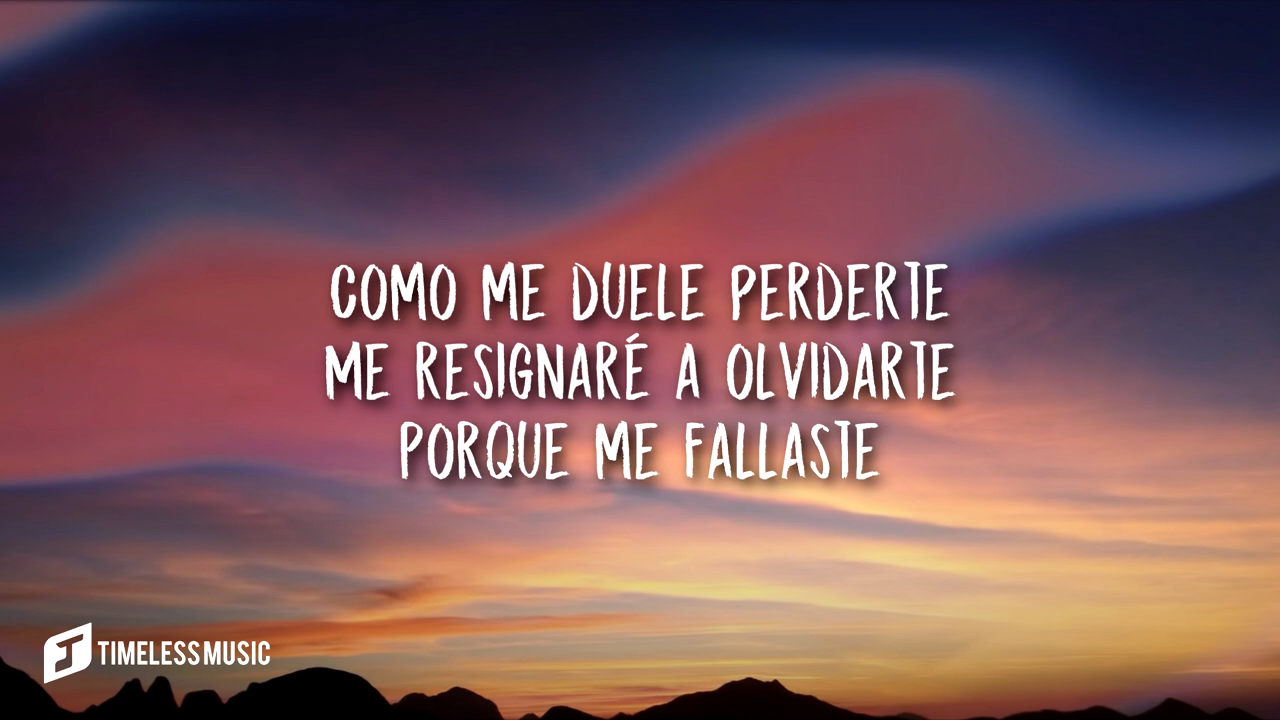 COMO ME DUELE PERDERTE
ME RESIGNARÉ A OLVIDARTE
PORQUE ME FALLASTE
TIMELESS MUSIC